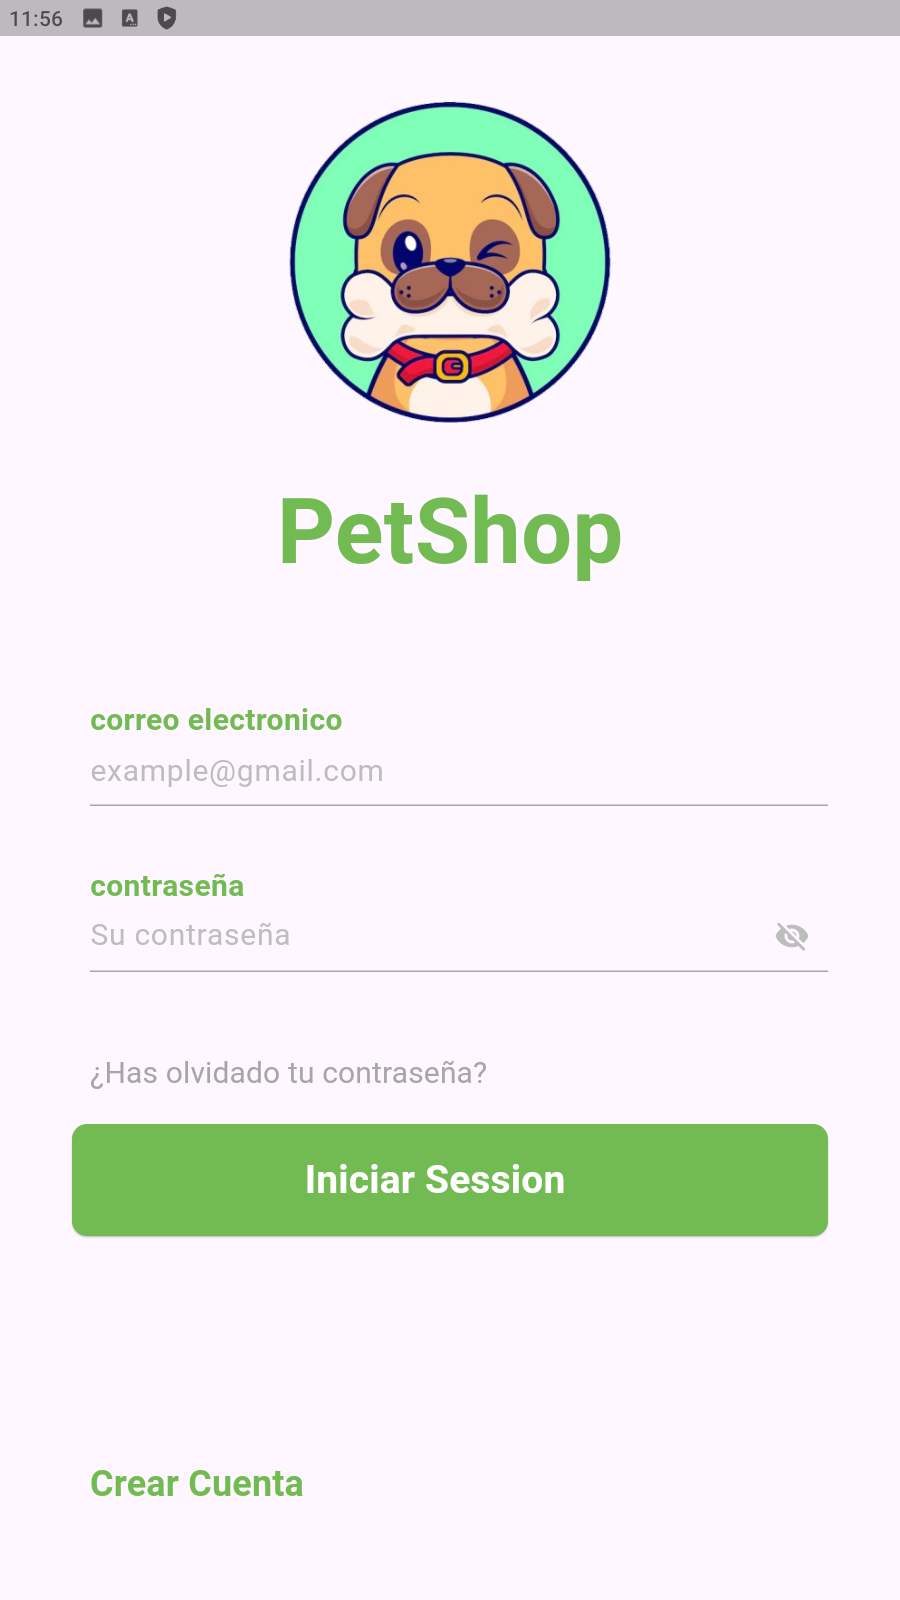 11:56
PetShop
correo electronico
example@gmail.com
contraseña
Su contraseña
¿Has olvidado tu contraseña?
Iniciar Session
Crear Cuenta